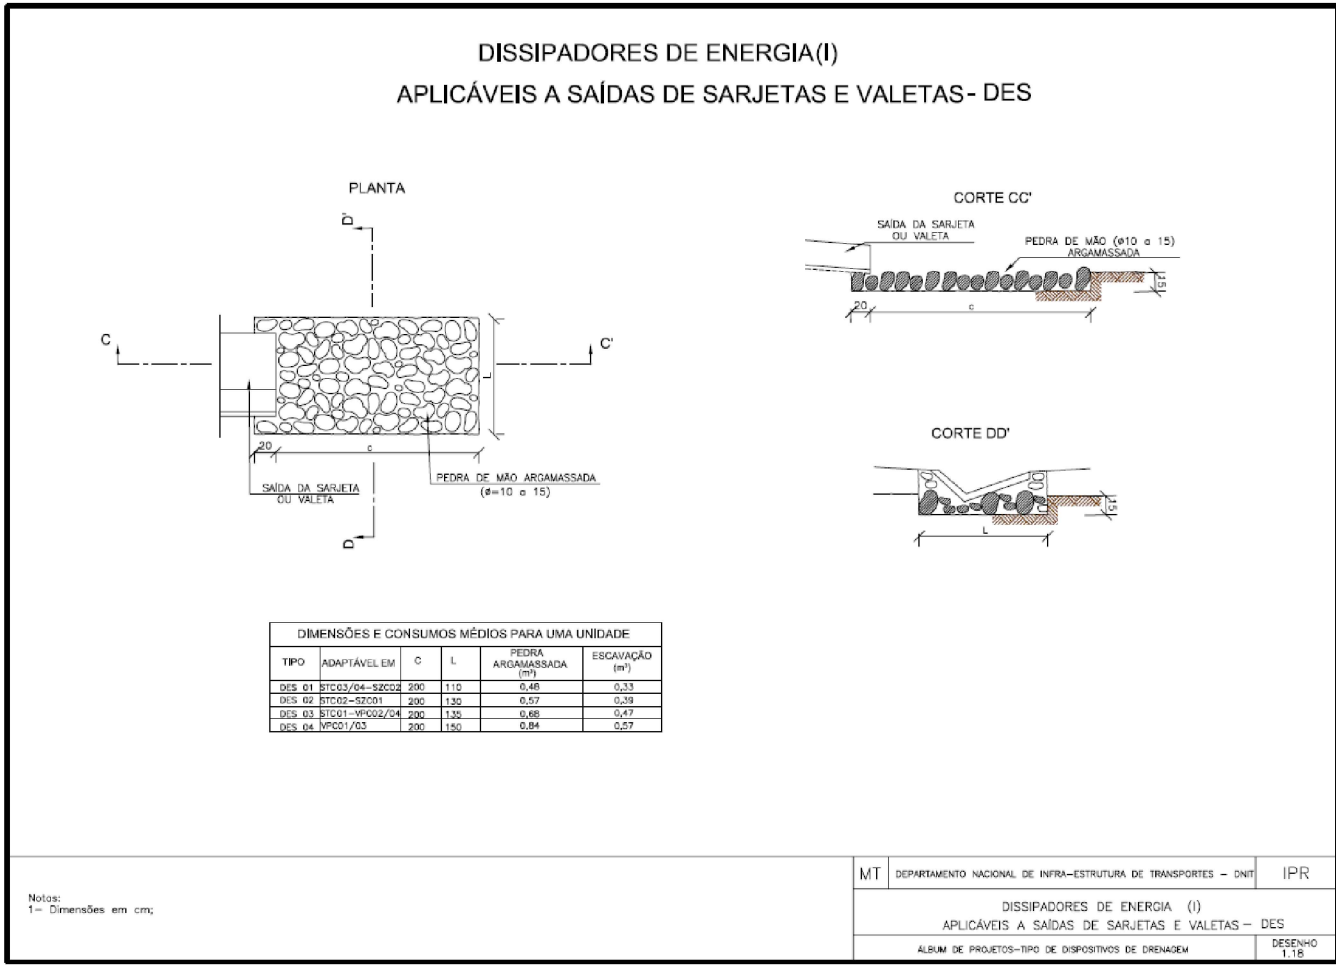 DISSIPADORES DE ENERGIA(I)
APLICÁVEIS A SAÍDAS DE SARJETAS E VALETAS- DES
PLANTA
D'
C
C'
L
20
c
SAÍDA DA SARJETA
OU VALETA
PEDRA DE MÃO ARGAMASSADA
(ø=10 a 15)
D
CORTE CC'
SAÍDA DA SARJETA
OU VALETA
PEDRA DE MÃO (ø10 a 15)
ARGAMASSADA
15
20
c
CORTE DD'
15
L
DIMENSÕES E CONSUMOS MÉDIOS PARA UMA UNIDADE
TIPO ADAPTÁVEL EM C L PEDRA ARGAMASSADA (m³) ESCAVAÇÃO (m³)
DES 01 STC03/04-SZC02 200 110 0,48 0,33
DES 02 STC02-SZC01 200 130 0,57 0,39
DES 03 STC01-VPC02/04 200 135 0,68 0,47
DES 04 VPC01/03 200 150 0,84 0,57
Notas:
1- Dimensões em cm;
MT DEPARTAMENTO NACIONAL DE INFRA-ESTRUTURA DE TRANSPORTES - DNIT IPR
DISSIPADORES DE ENERGIA (I)
APLICÁVEIS A SAÍDAS DE SARJETAS E VALETAS - DES
ÁLBUM DE PROJETOS-TIPO DE DISPOSITIVOS DE DRENAGEM
DESENHO
1.18